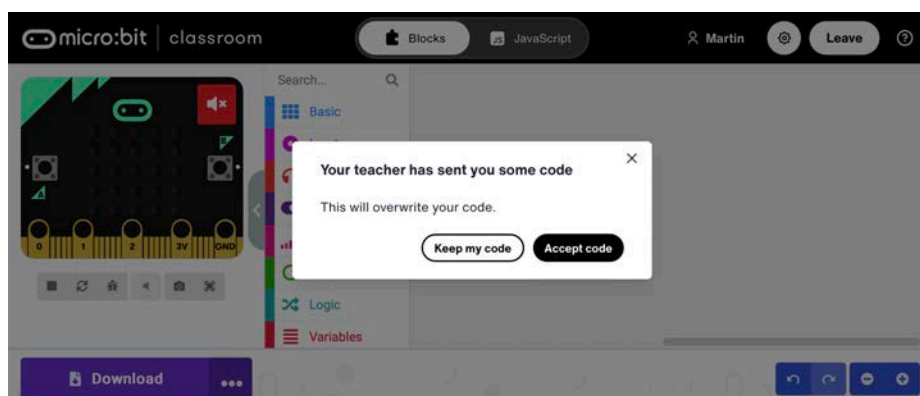 micro:bit | classroom
Blocks
JS JavaScript
Martin
Leave
?
Search...
Basic
Your teacher has sent you some code
This will overwrite your code.
Keep my code
Accept code
B
A
0 1 2 3V GND
Logic
Variables
Download